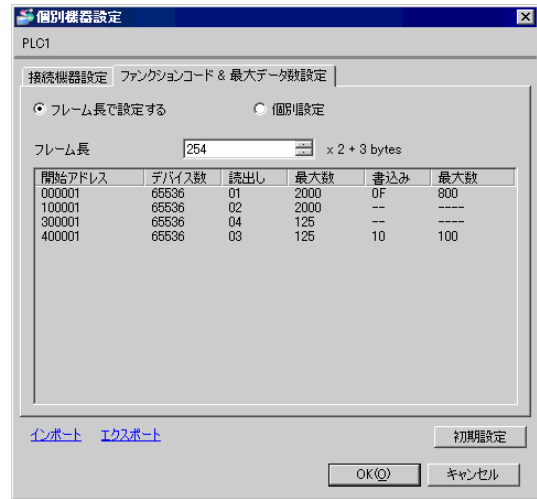 個別機器設定
PLC1
接続機器設定 ファンクションコード & 最大データ数設定
フレーム長で設定する 個別設定
フレーム長 254 x 2 + 3 bytes
開始アドレス デバイス数 読出し 最大数 書込み 最大数
000001 65536 01 2000 0F 800
100001 65536 02 2000 -- ----
300001 65536 04 125 -- ----
400001 65536 03 125 10 100
インポート エクスポート 初期設定
OK(O) キャンセル